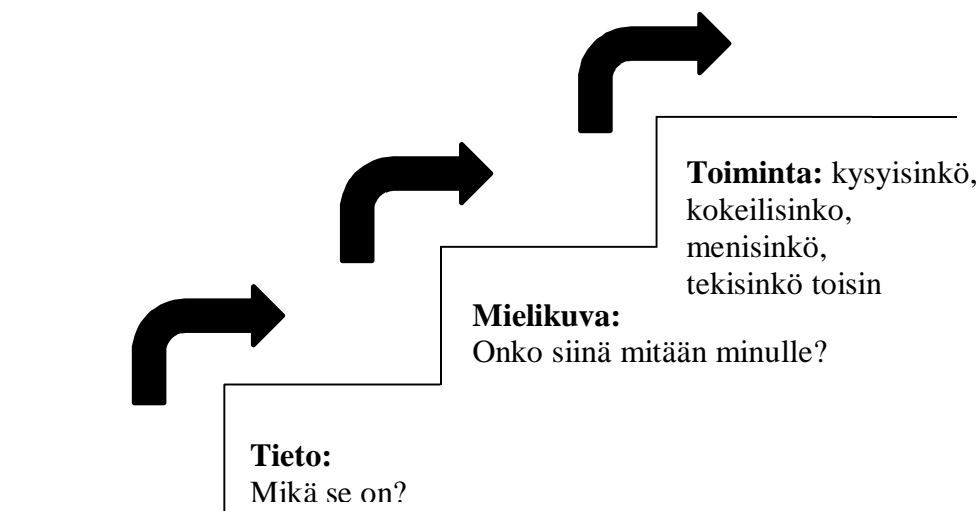 Toiminta: kysyisinkö,
kokeilisinko,
menisinkö,
tekisinkö toisin
Mielikuva:
Onko siinä mitään minulle?
Tieto:
Mikä se on?